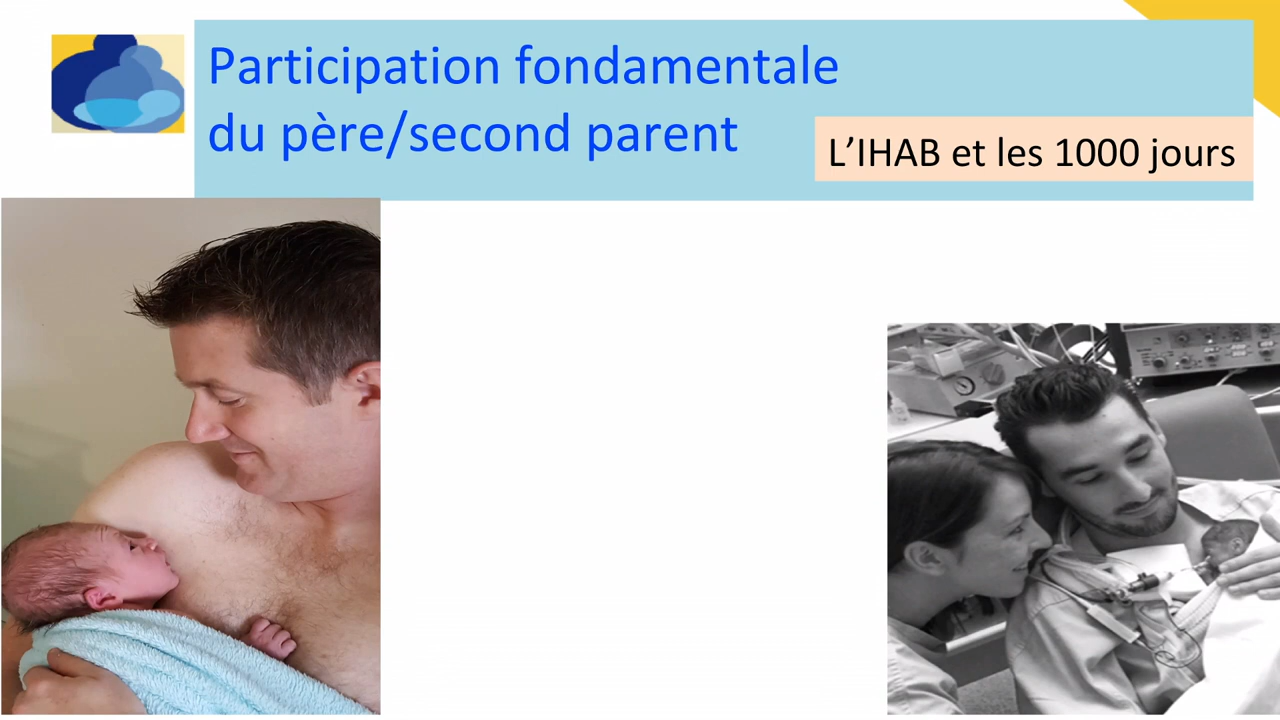 Participation fondamentale
du père/second parent
L’IHAB et les 1000 jours